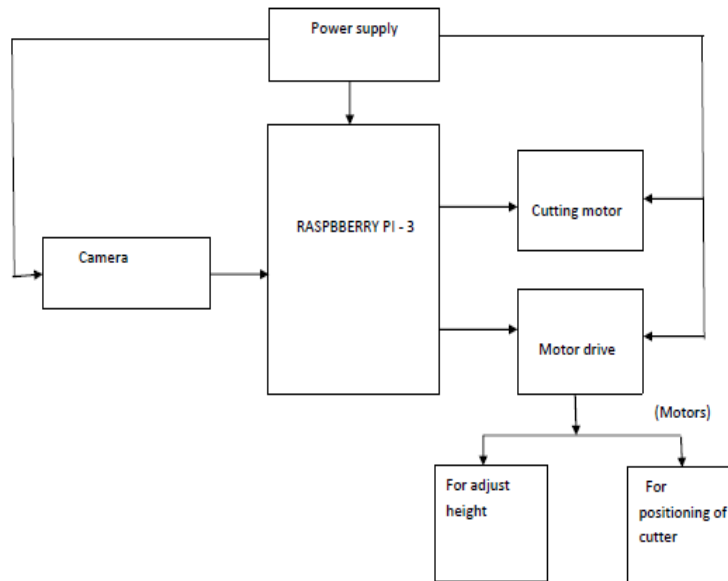 Power supply
RASPBBERRY PI - 3
Cutting motor
Camera
Motor drive
(Motors)
For adjust
height
For
positioning of
cutter